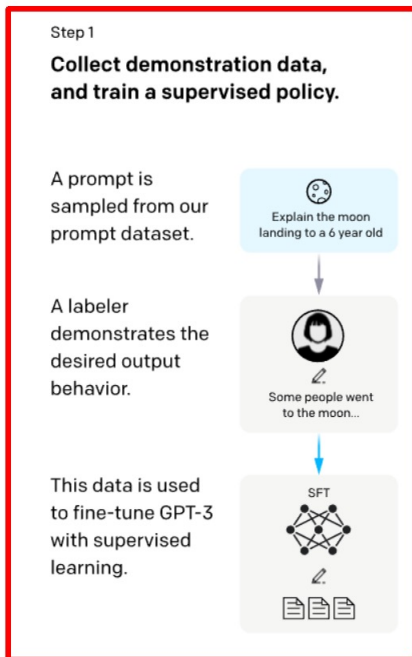 Step 1
Collect demonstration data,
and train a supervised policy.
A prompt is
sampled from our
prompt dataset.
Explain the moon
landing to a 6 year old
A labeler
demonstrates the
desired output
behavior.
Some people went
to the moon...
This data is used
to fine-tune GPT-3
with supervised
learning.
SFT